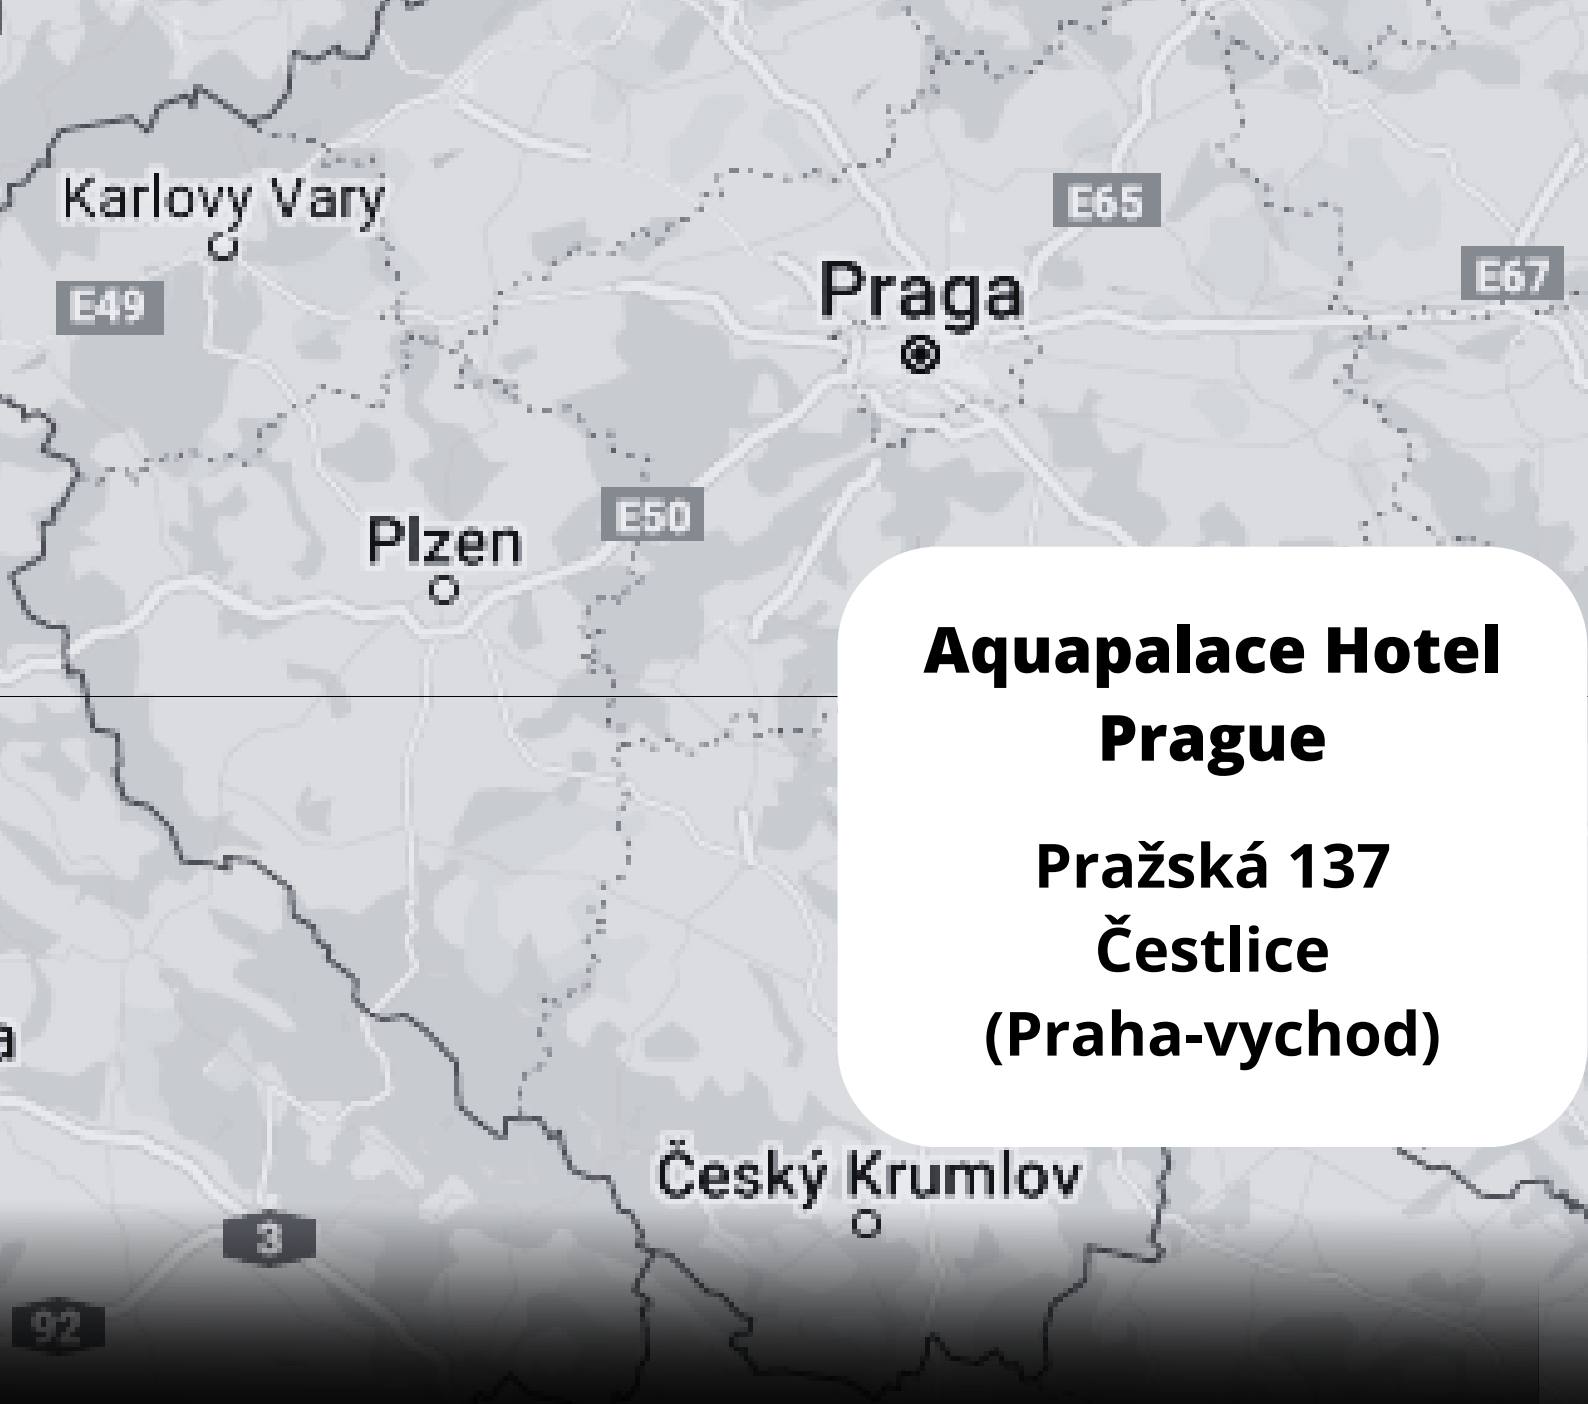 Karlovy Vary
E65
E67
Praga
E49
E50
Plzen
Aquapalace Hotel
Prague
Pražská 137
Čestlice
(Praha-vychod)
a
Český Krumlov
3
92